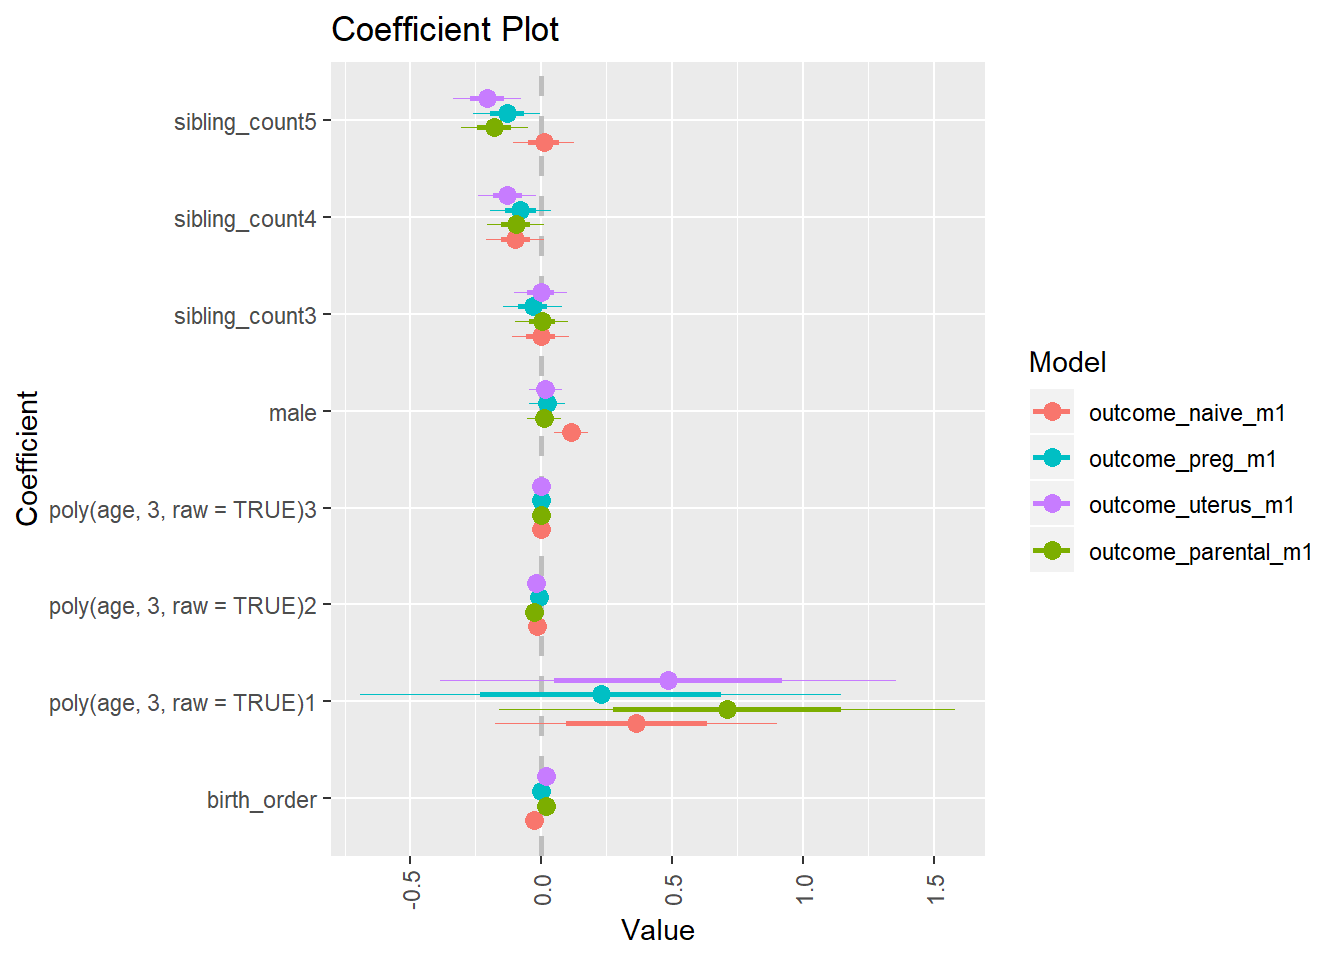 Coefficient Plot
Coefficient
sibling_count5
sibling_count4
sibling_count3
male
poly(age, 3, raw = TRUE)3
poly(age, 3, raw = TRUE)2
poly(age, 3, raw = TRUE)1
birth_order
-0.5
0.0
0.5
1.0
1.5
Value
Model
outcome_naive_m1
outcome_preg_m1
outcome_uterus_m1
outcome_parental_m1